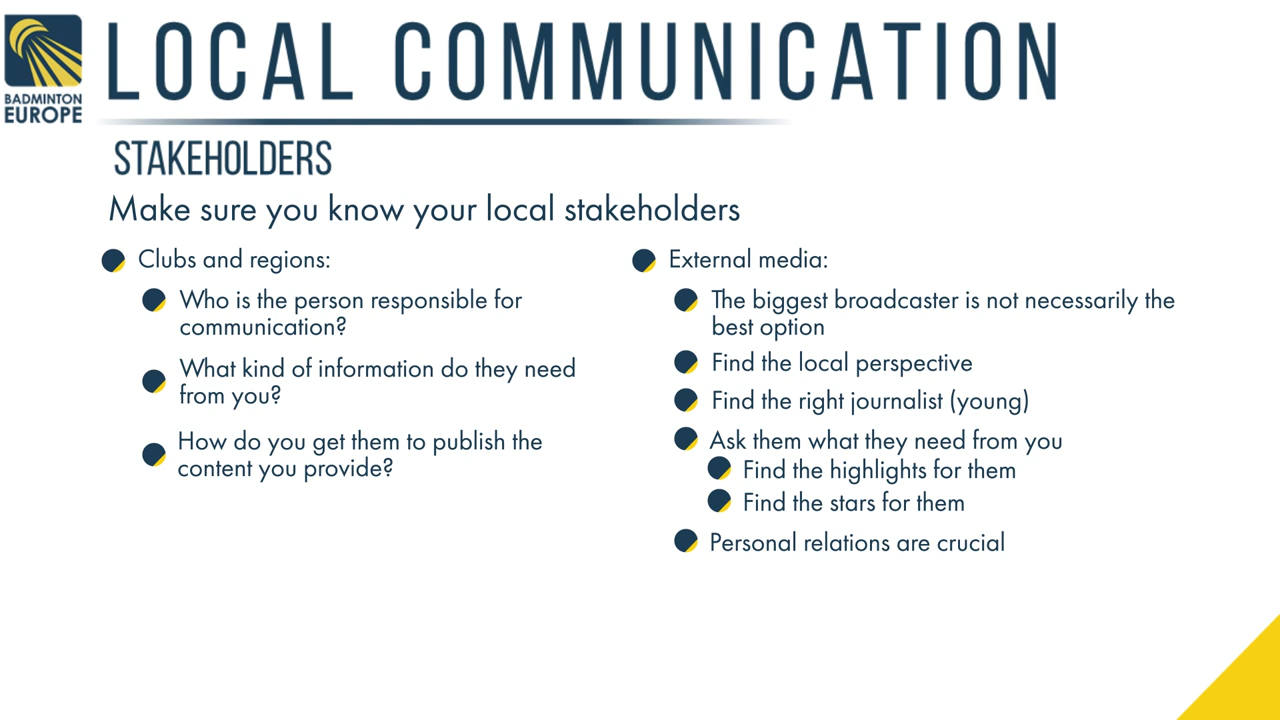 BADMINTON
EUROPE
LOCAL COMMUNICATION
STAKEHOLDERS
Make sure you know your local stakeholders
Clubs and regions:
Who is the person responsible for
communication?
What kind of information do they need
from you?
How do you get them to publish the
content you provide?
External media:
The biggest broadcaster is not necessarily the
best option
Find the local perspective
Find the right journalist (young)
Ask them what they need from you
Find the highlights for them
Find the stars for them
Personal relations are crucial